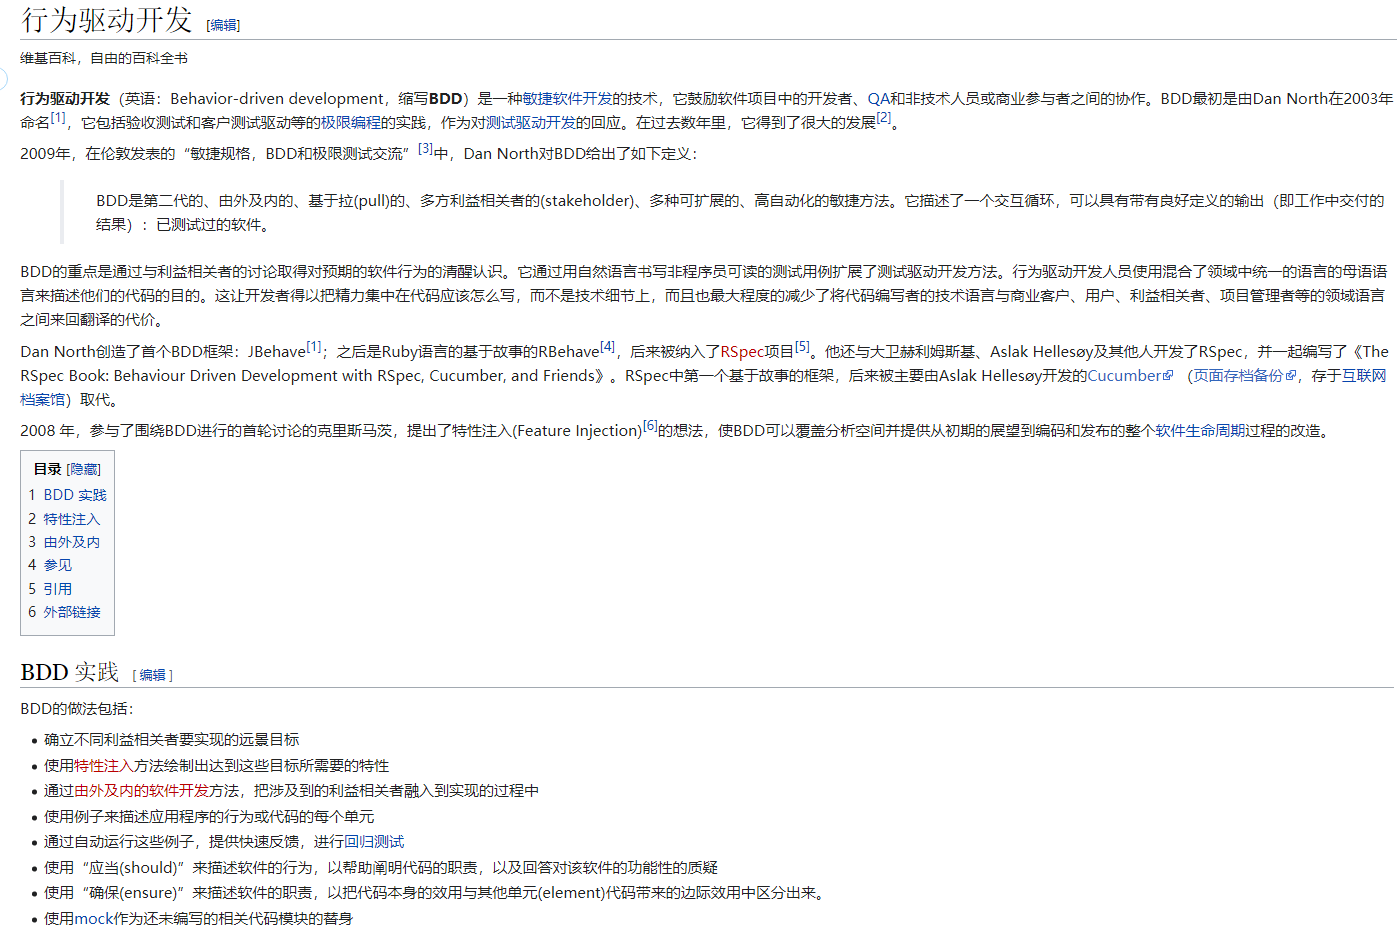 行为驱动开发 [编辑]
维基百科，自由的百科全书
行为驱动开发（英语：Behavior-driven development，缩写BDD）是一种敏捷软件开发的技术，它鼓励软件项目中的开发者、QA和非技术人员或商业参与者之间的协作。BDD最初是由Dan North在2003年
命名[1]，它包括验收测试和客户测试驱动等的极限编程的实践，作为对测试驱动开发的回应。在过去数年里，它得到了很大的发展[2]。
2009年，在伦敦发表的“敏捷规格，BDD和极限测试交流”[3]中，Dan North对BDD给出了如下定义：
BDD是第二代的、由外及内的、基于拉(pull)的、多方利益相关者的(stakeholder)、多种可扩展的、高自动化的敏捷方法。它描述了一个交互循环，可以具有带有良好定义的输出（即工作中交付的
结果）：已测试过的软件。
BDD的重点是通过与利益相关者的讨论取得对预期的软件行为的清醒认识。它通过用自然语言书写非程序员可读的测试用例扩展了测试驱动开发方法。行为驱动开发人员使用混合了领域中统一的语言的母语语
言来描述他们的代码的目的。这让开发者得以把精力集中在代码应该怎么写，而不是技术细节上，而且也最大程度的减少了将代码编写者的技术语言与商业客户、用户、利益相关者、项目管理者等的领域语言
之间来回翻译的代价。
Dan North创造了首个BDD框架：JBehave[1]；之后是Ruby语言的基于故事的RBehave[4]，后来被纳入了RSpec项目[5]。他还与大卫赫利姆斯基、Aslak Hellesøy及其他人开发了RSpec，并一起编写了《The
RSpec Book: Behaviour Driven Development with RSpec, Cucumber, and Friends》。RSpec中第一个基于故事的框架，后来被主要由Aslak Hellesøy开发的Cucumber（页面存档备份，存于互联网
档案馆）取代。
2008 年，参与了围绕BDD进行的首轮讨论的克里斯马茨，提出了特性注入(Feature Injection)[6]的想法，使BDD可以覆盖分析空间并提供从初期的展望到编码和发布的整个软件生命周期过程的改造。
目录 [隐藏]
1 BDD 实践
2 特性注入
3 由外及内
4 参见
5 引用
6 外部链接
BDD 实践 [ 编辑 ]
BDD的做法包括：
• 确立不同利益相关者要实现的远景目标
• 使用特性注入方法绘制出达到这些目标所需要的特性
• 通过由外及内的软件开发方法，把涉及到的利益相关者融入到实现的过程中
• 使用例子来描述应用程序的行为或代码的每个单元
• 通过自动运行这些例子，提供快速反馈，进行回归测试
• 使用“应当(should)”来描述软件的行为，以帮助阐明代码的职责，以及回答对该软件的功能性的质疑
• 使用“确保(ensure)”来描述软件的职责，以把代码本身的效用与其他单元(element)代码带来的边际效用中区分出来。
• 使用mock作为还未编写的相关代码模块的替身